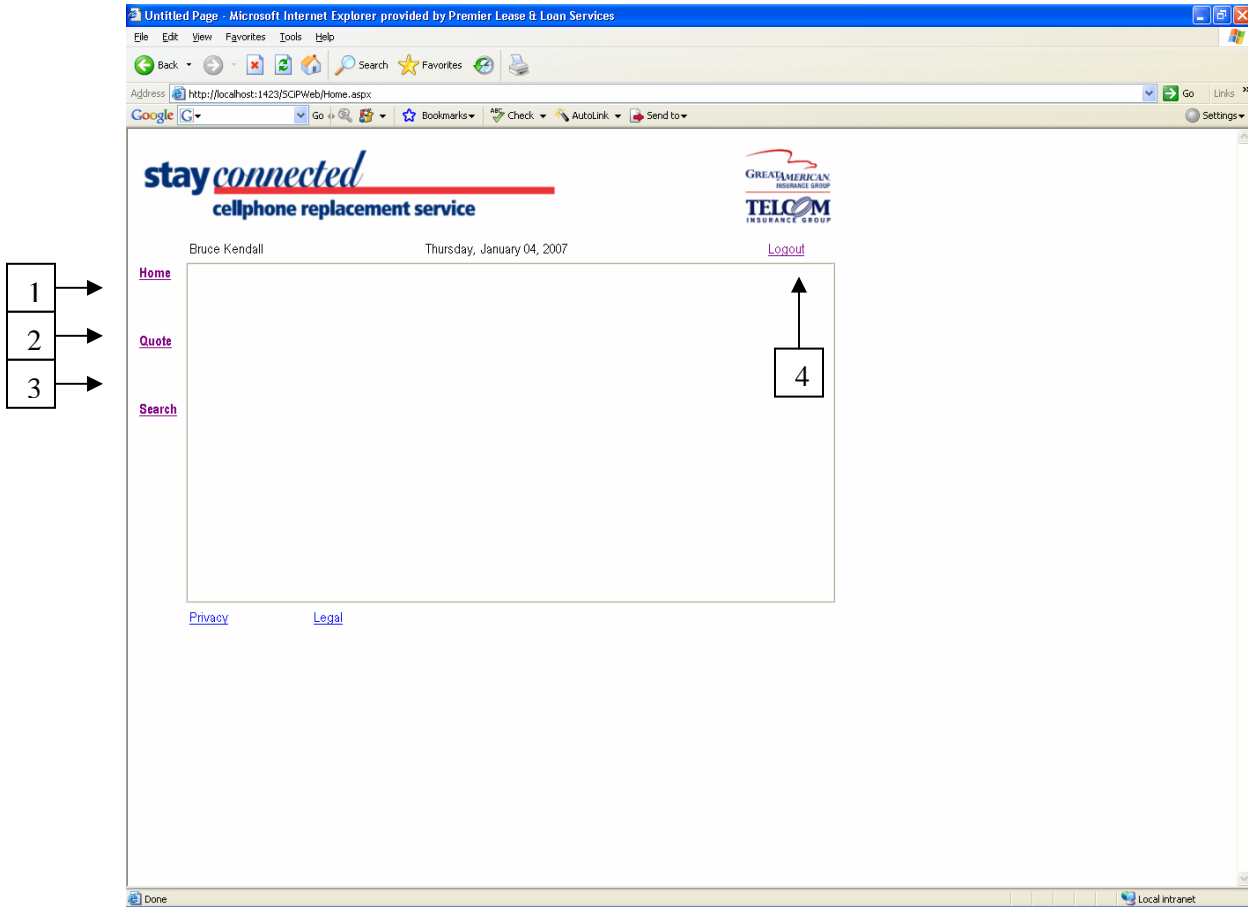 Untitled Page - Microsoft Internet Explorer provided by Premier Lease & Loan Services
File Edit View Favorites Tools Help
Back Search Favorites
Address http://localhost:1423/SCiPWeb/Home.aspx Go Links »
Google G Go Bookmarks ABC Check AutoLink Send to Settings
stay connected
cellphone replacement service
GREATAMERICAN
INSURANCE GROUP
TELCOM
INSURANCE GROUP
Bruce Kendall Thursday, January 04, 2007 Logout
Home
1
Quote
2
Search
3
4
Privacy Legal
Done Local intranet